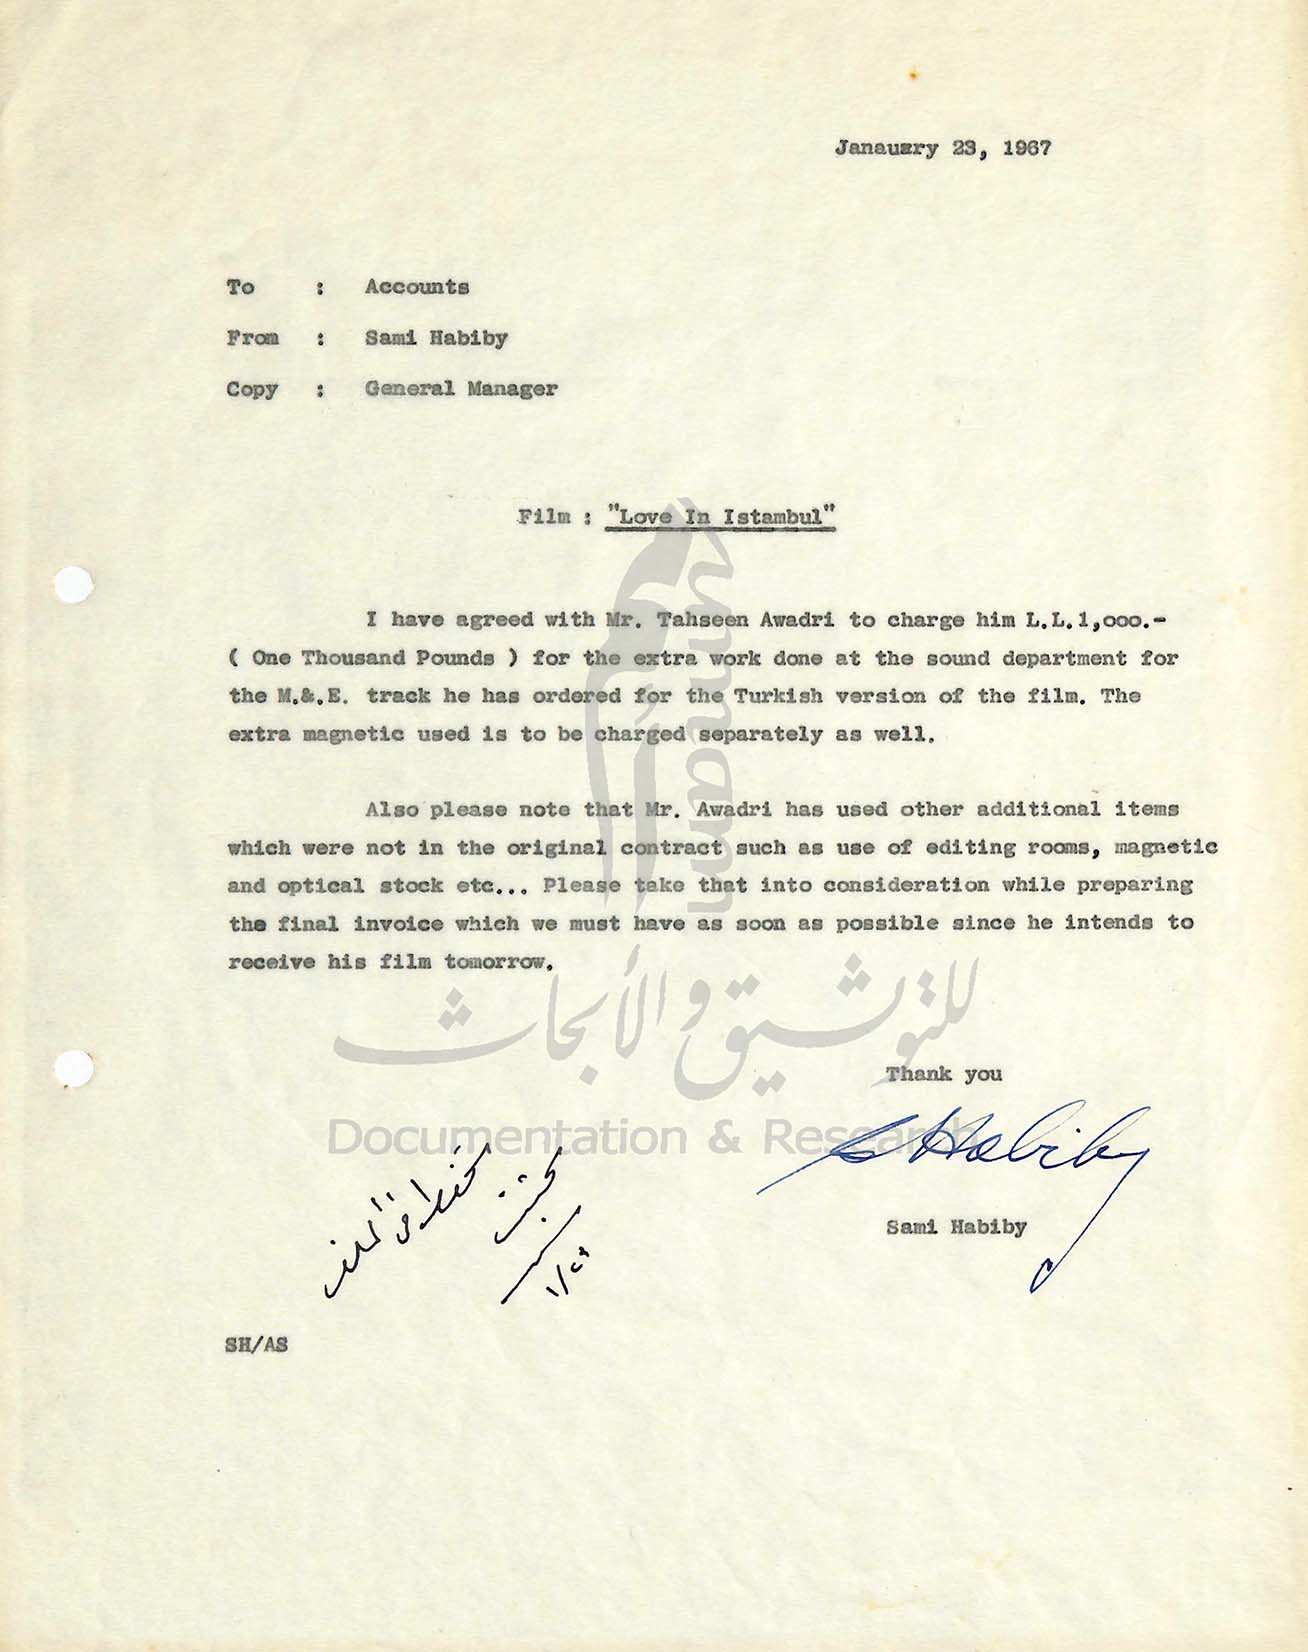 Janauary 23, 1967
To : Accounts
From : Sami Habiby
Copy : General Manager
Film : "Love In Istambul"
I have agreed with Mr. Tahseen Awadri to charge him L.L.1,ooo.-
( One Thousand Pounds ) for the extra work done at the sound department for
the M.&.E. track he has ordered for the Turkish version of the film. The
extra magnetic used is to be charged separately as well.
Also please note that Mr. Awadri has used other additional items
which were not in the original contract such as use of editing rooms, magnetic
and optical stock etc... Please take that into consideration while preparing
the final invoice which we must have as soon as possible since he intends to
receive his film tomorrow.
للتوثيق و الأبحاث
Thank you
Documentation & Research
S Habiby
تحفظ في الملف
Sami Habiby
SH/AS